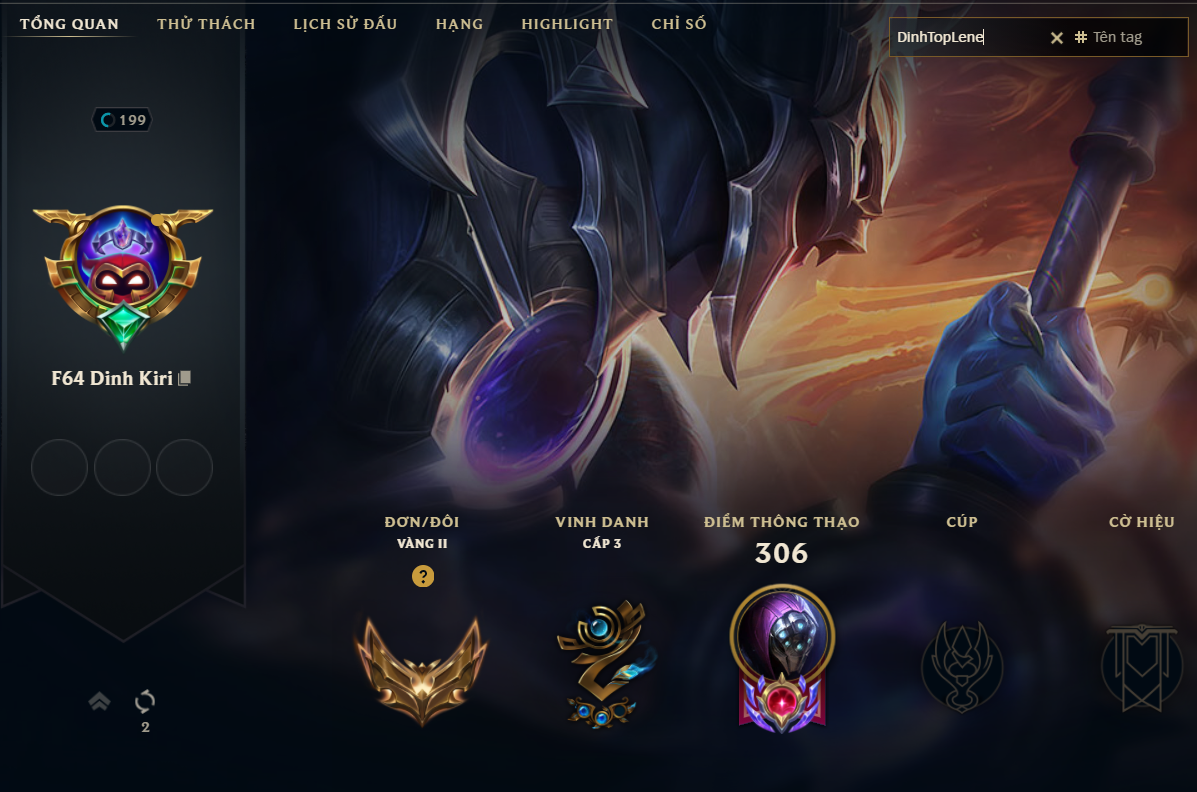 TỔNG QUAN THỬ THÁCH LỊCH SỬ ĐẤU HẠNG HIGHLIGHT CHỈ SỐ
DinhTopLene # Tên tag
199
F64 Dinh Kiri
ĐƠN/ĐÔI
VÀNG II
?
VINH DANH
CẤP 3
ĐIỂM THÔNG THẠO
306
CÚP
CỜ HIỆU
2